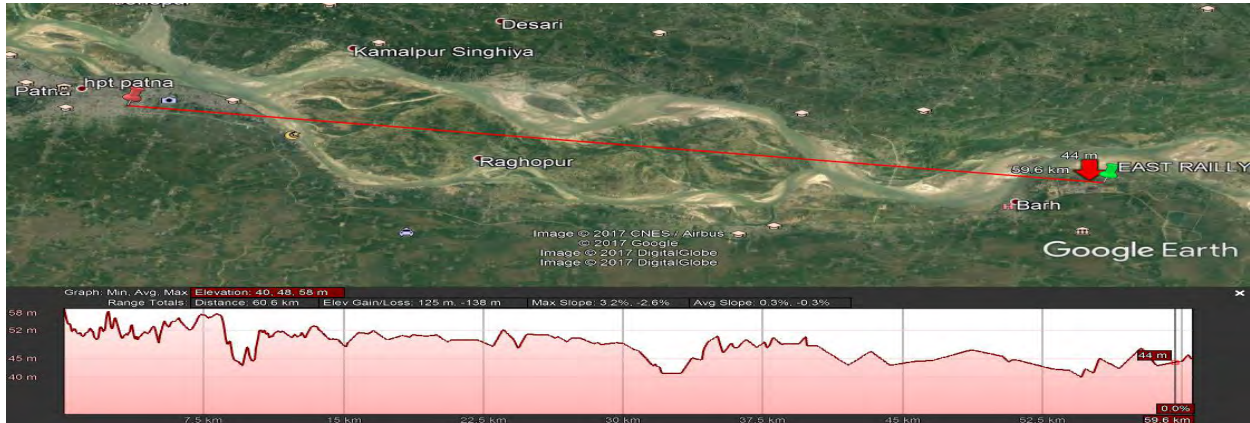 Desari
Kamalpur Singhiya
hpt patna
Patna
Raghopur
44 m
59.6 km
EAST RAILLY
Barh
Image © 2017 CNES / Airbus
© 2017 Google
Image © 2017 DigitalGlobe
Image © 2017 DigitalGlobe
Google Earth
Graph: Min, Avg, Max Elevation: 40, 48, 58 m
Range Totals: Distance: 60.6 km Elev Gain/Loss: 125 m, -138 m Max Slope: 3.2%, -2.6% Avg Slope: 0.3%, -0.3%
58 m
52 m
45 m
40 m
44 m
0.0%
7.5 km 15 km 22.5 km 30 km 37.5 km 45 km 52.5 km 59.6 km